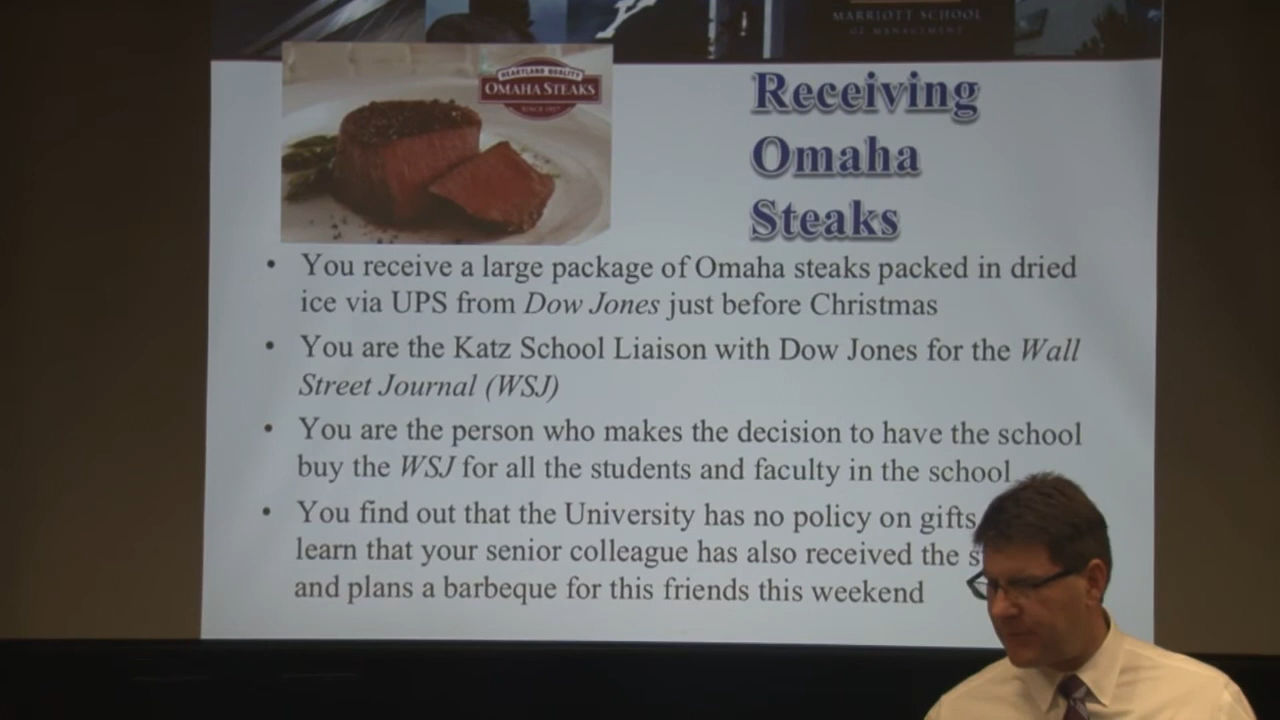 MARRIOTT SCHOOL
OF MANAGEMENT
HEARTLAND QUALITY
OMAHA STEAKS
SINCE 1917
Receiving
Omaha
Steaks
• You receive a large package of Omaha steaks packed in dried
ice via UPS from Dow Jones just before Christmas
• You are the Katz School Liaison with Dow Jones for the Wall
Street Journal (WSJ)
• You are the person who makes the decision to have the school
buy the WSJ for all the students and faculty in the school
• You find out that the University has no policy on gifts
learn that your senior colleague has also received the
and plans a barbeque for this friends this weekend